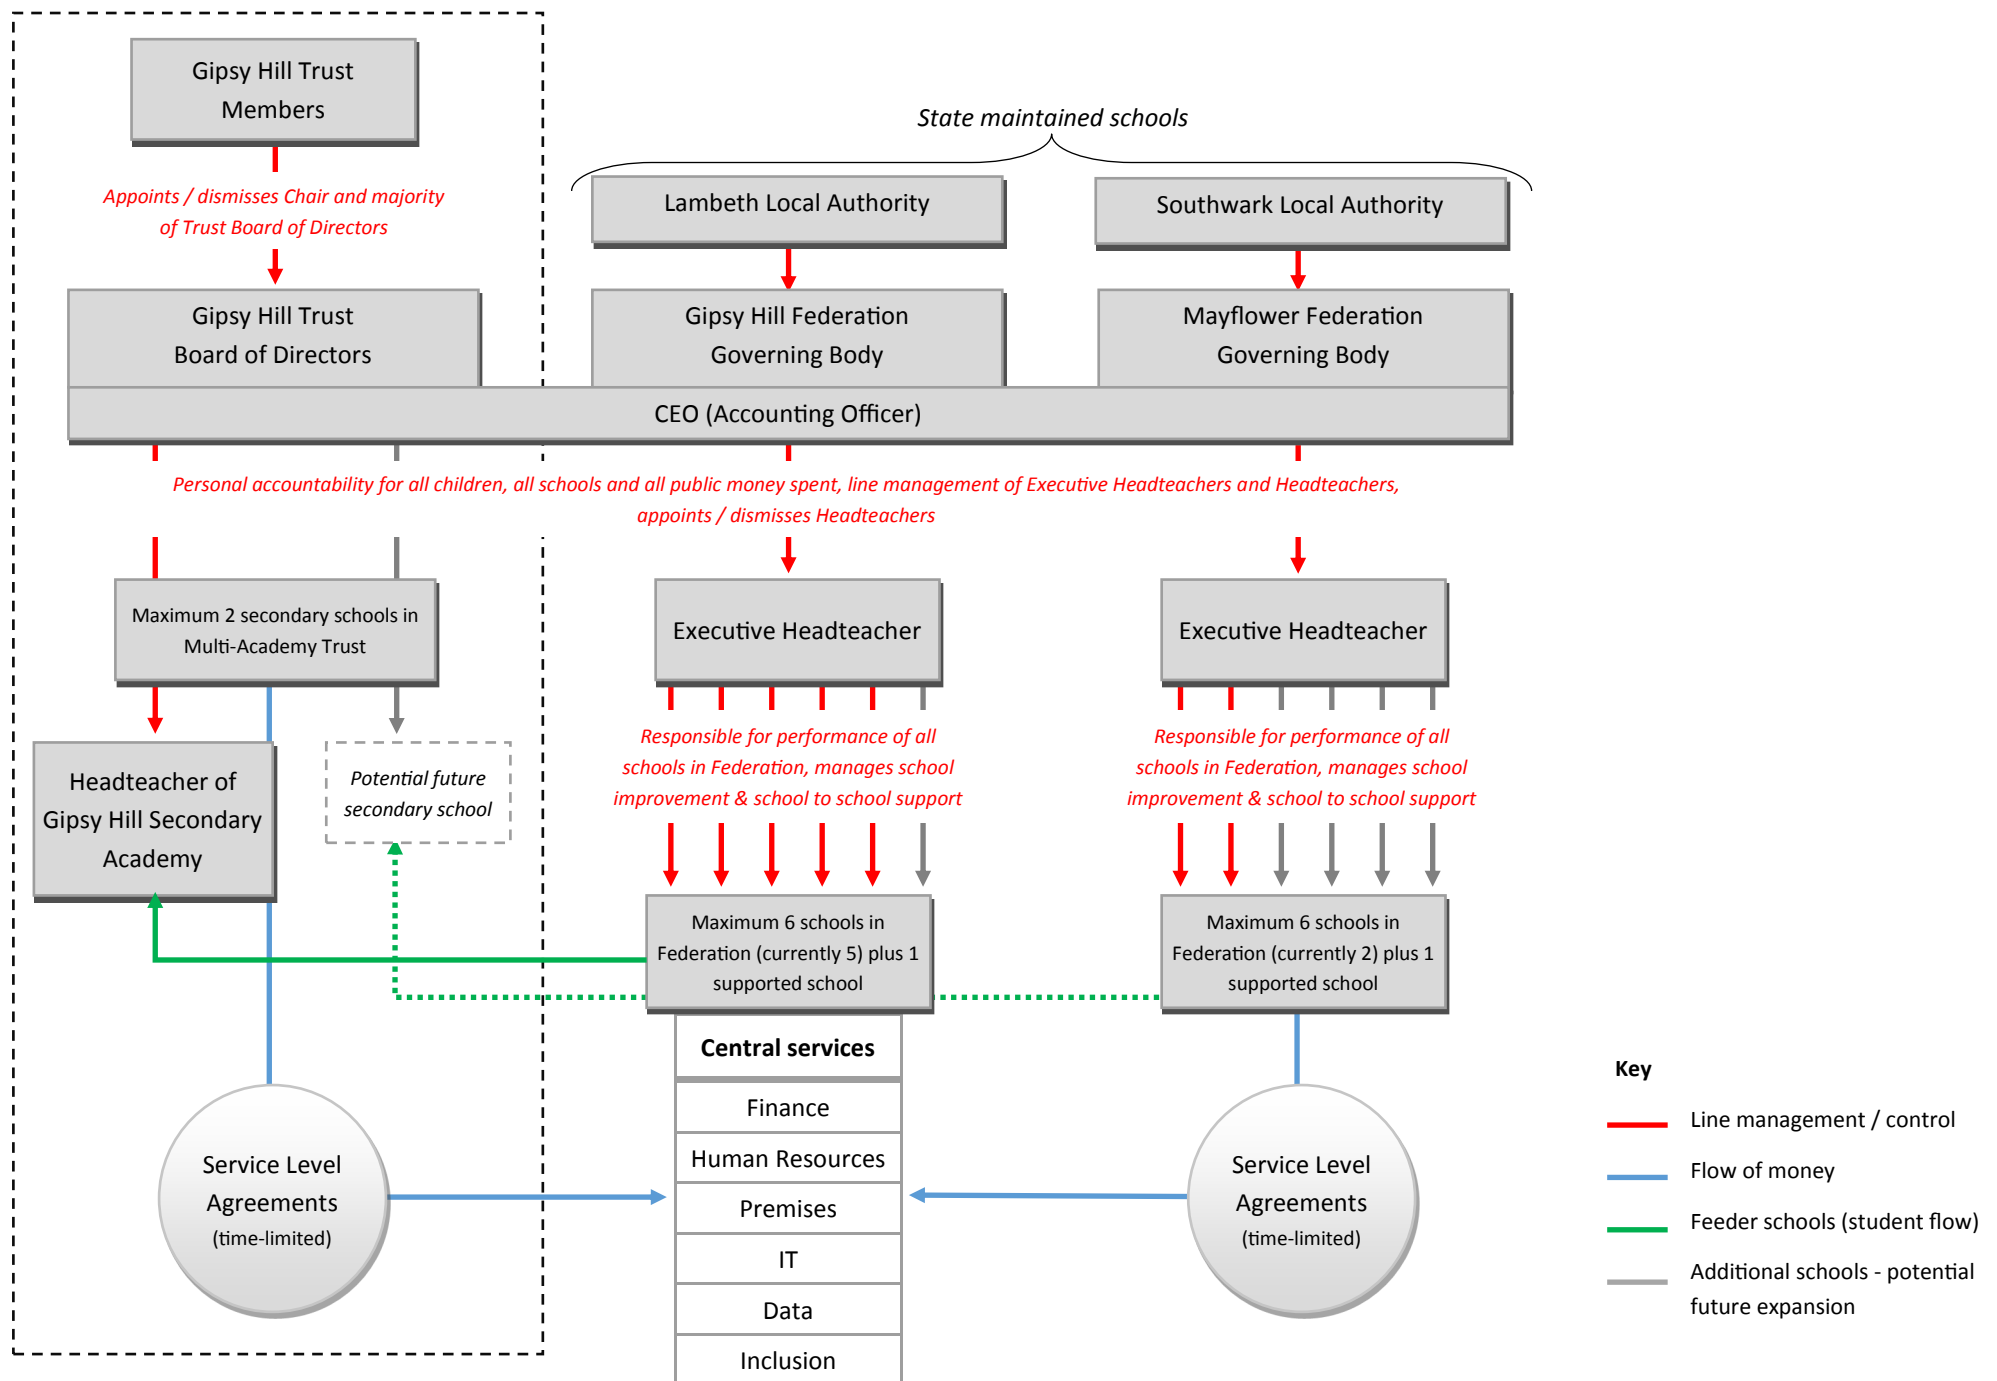 Gipsy Hill Trust
Members
State maintained schools
Appoints / dismisses Chair and majority
of Trust Board of Directors
Lambeth Local Authority
Southwark Local Authority
Gipsy Hill Trust
Board of Directors
Gipsy Hill Federation
Governing Body
Mayflower Federation
Governing Body
CEO (Accounting Officer)
Personal accountability for all children, all schools and all public money spent, line management of Executive Headteachers and Headteachers,
appoints / dismisses Headteachers
Maximum 2 secondary schools in
Multi-Academy Trust
Executive Headteacher
Executive Headteacher
Headteacher of
Gipsy Hill Secondary
Academy
Potential future
secondary school
Responsible for performance of all
schools in Federation, manages school
improvement & school to school support
Responsible for performance of all
schools in Federation, manages school
improvement & school to school support
Maximum 6 schools in
Federation (currently 5) plus 1
supported school
Maximum 6 schools in
Federation (currently 2) plus 1
supported school
Central services
Finance
Human Resources
Premises
IT
Data
Inclusion
Service Level
Agreements
(time-limited)
Service Level
Agreements
(time-limited)
Key
Line management / control
Flow of money
Feeder schools (student flow)
Additional schools - potential
future expansion